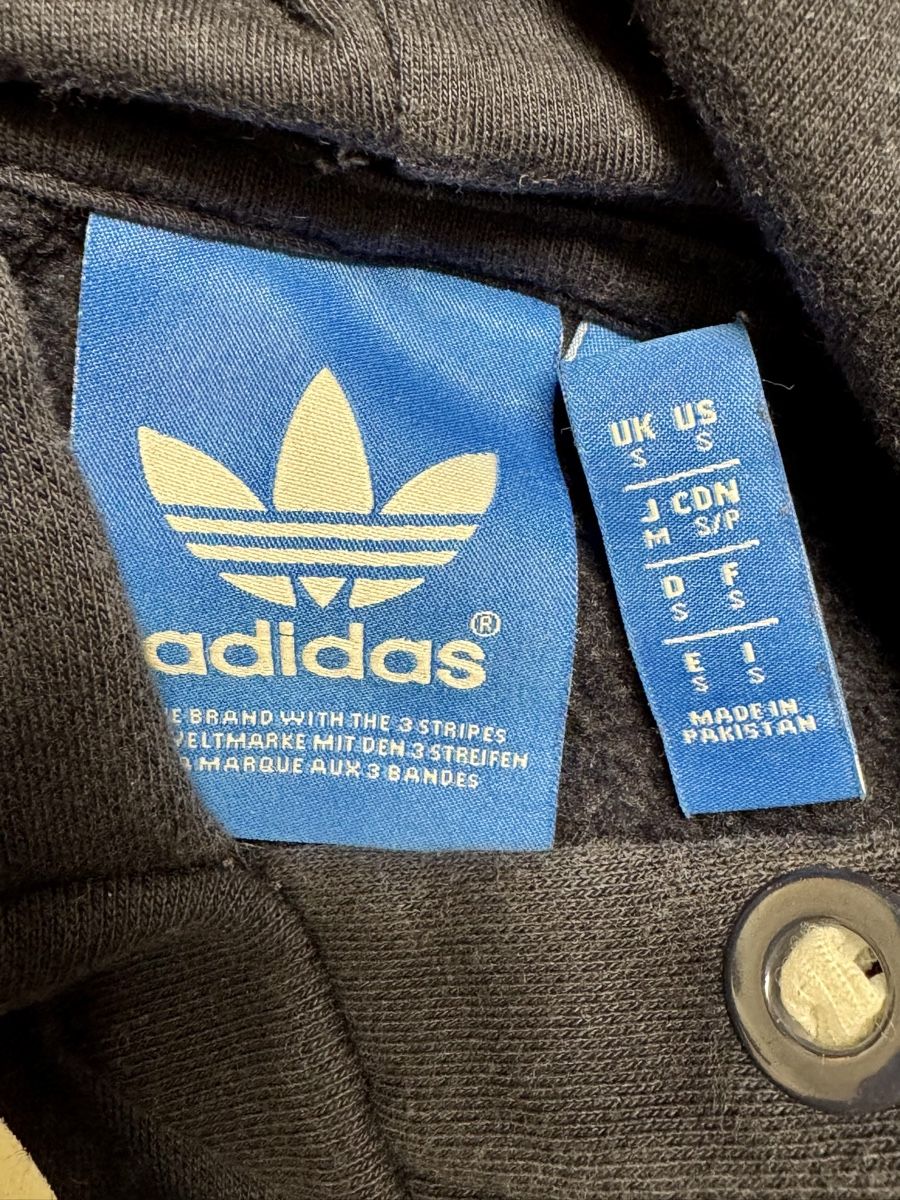 adidas®
BRAND WITH THE 3 STRIPES
MIT DEN 3 STREIFEN
MARQUE AUX 3 BANDES
UK US
S S
J CDN
M S/P
D F
S S
E I
S S
MADE IN
PAKISTAN